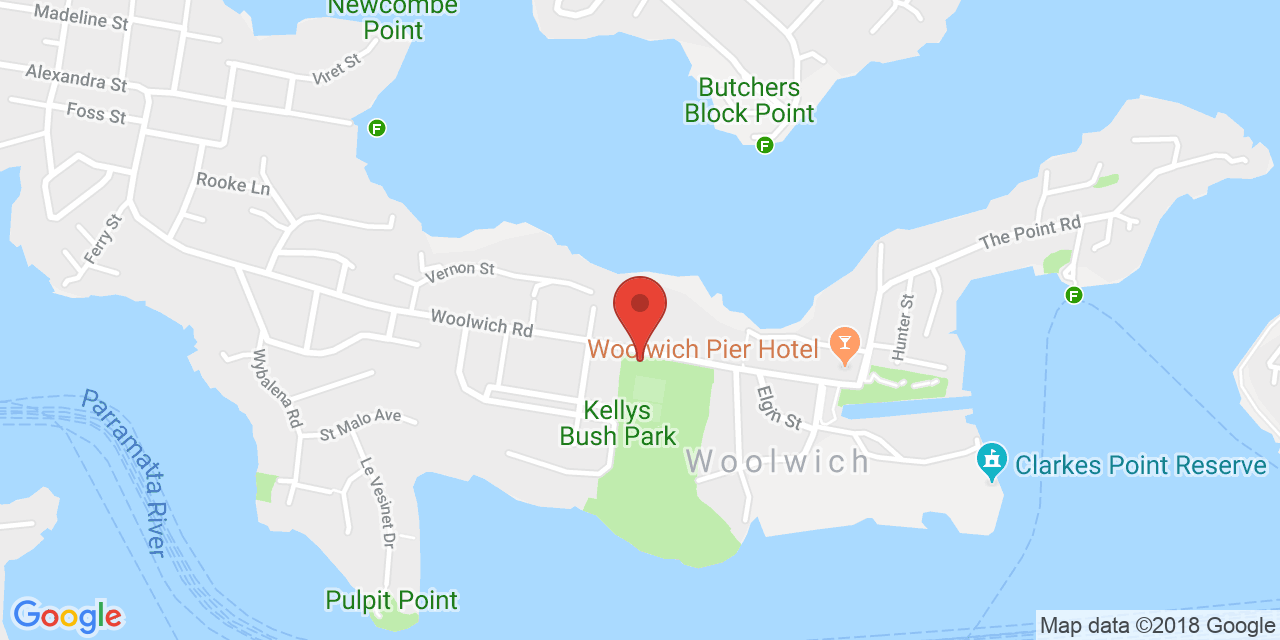 Newcombe
Point
Madeline St
Viret St
Alexandra St
Butchers
Block Point
Foss St
F
F
Rooke Ln
Ferry St
The Point Rd
Vernon St
F
Woolwich Rd
Hunter St
Woolwich Pier Hotel
Wybalena Rd
Kellys
Bush Park
Elgin St
Parramatta River
St Malo Ave
Woolwich
Clarkes Point Reserve
Le Vesinet Dr
Pulpit Point
Google
Map data ©2018 Google